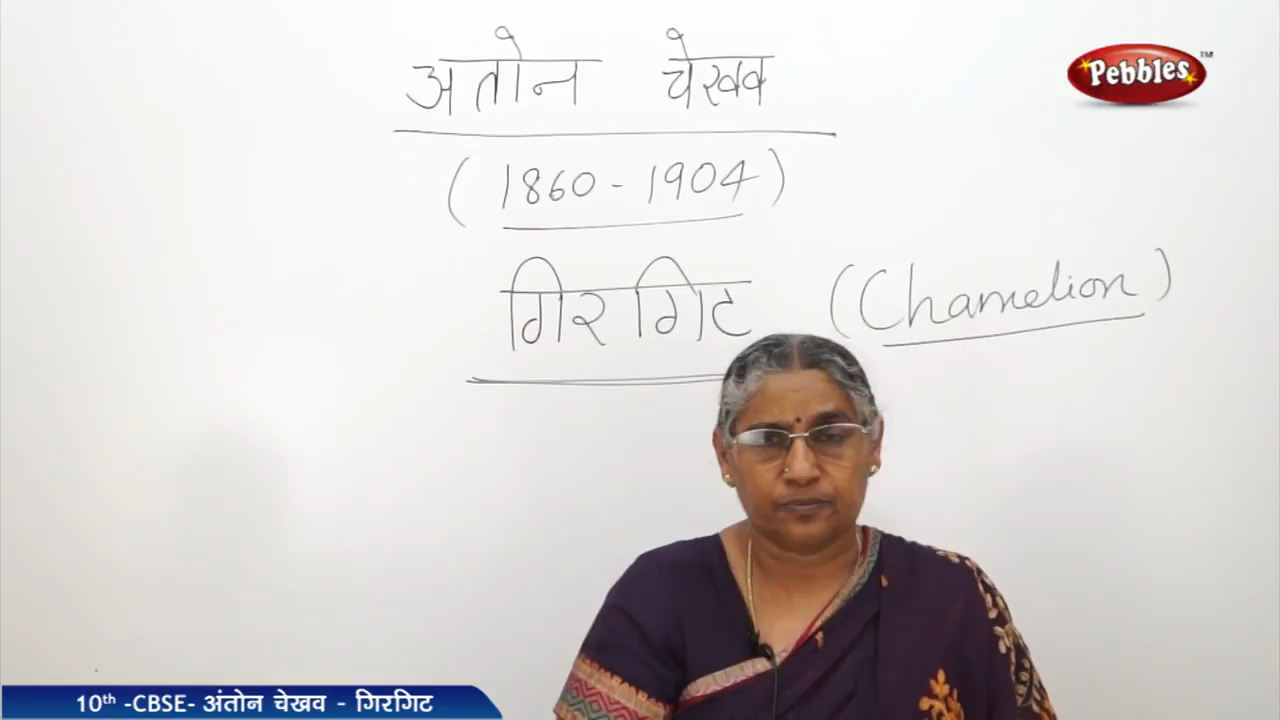 अतोन चेखव
Pebbles™
(1860-1904)
गिरगिट (Chamelion)
10th -CBSE- अंतोन चेखव - गिरगिट